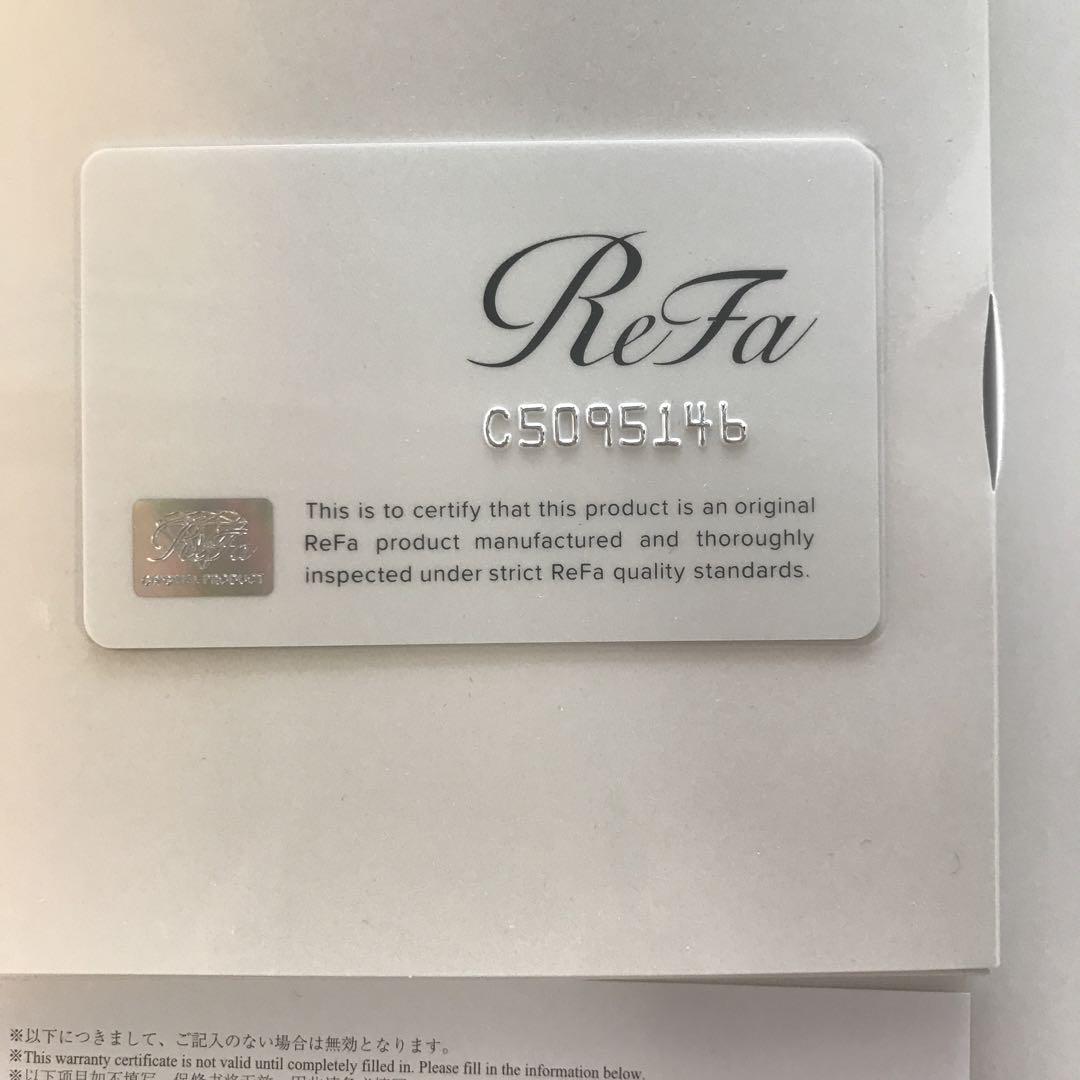 ReFa
C5095146
This is to certify that this product is an original
ReFa product manufactured and thoroughly
inspected under strict ReFa quality standards.
ReFa
PRODUCT
※以下につきまして、ご記入のない場合は無効となります。
※This warranty certificate is not valid until completely filled in. Please fill in the information below.